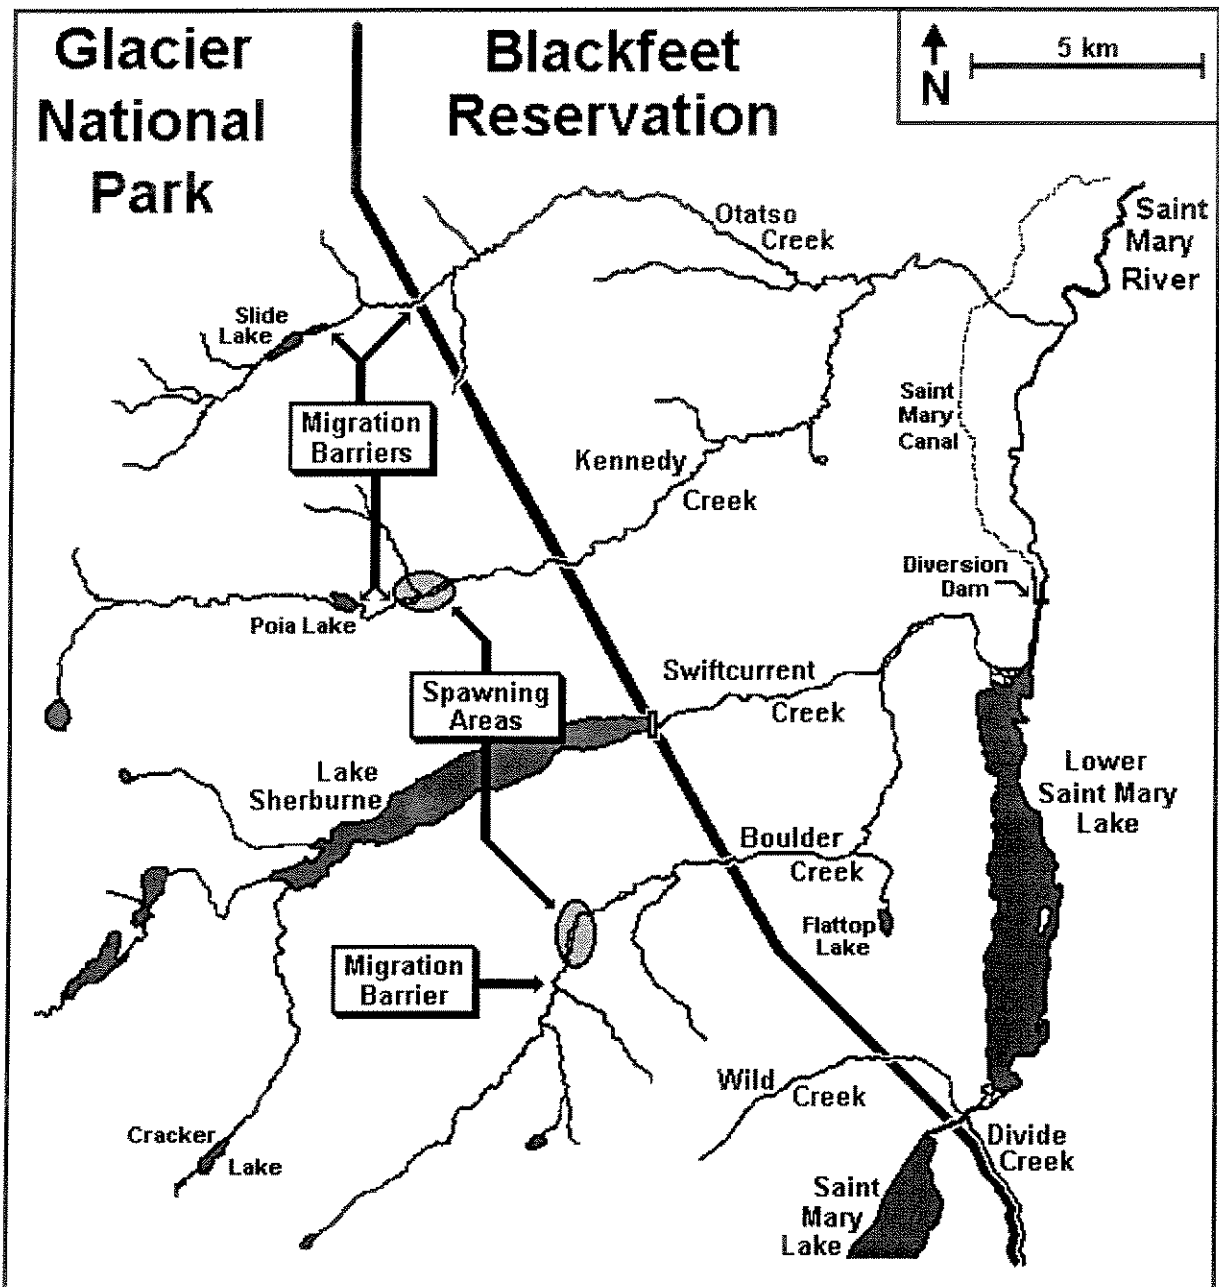 Glacier
National
Park
Blackfeet
Reservation
N
5 km
Otatso
Creek
Saint
Mary
River
Slide
Lake
Migration
Barriers
Saint
Mary
Canal
Kennedy
Creek
Diversion
Dam
Poia Lake
Swiftcurrent
Creek
Spawning
Areas
Lake
Sherburne
Lower
Saint Mary
Lake
Boulder
Creek
Flattop
Lake
Migration
Barrier
Wild
Creek
Cracker
Lake
Divide
Creek
Saint
Mary
Lake